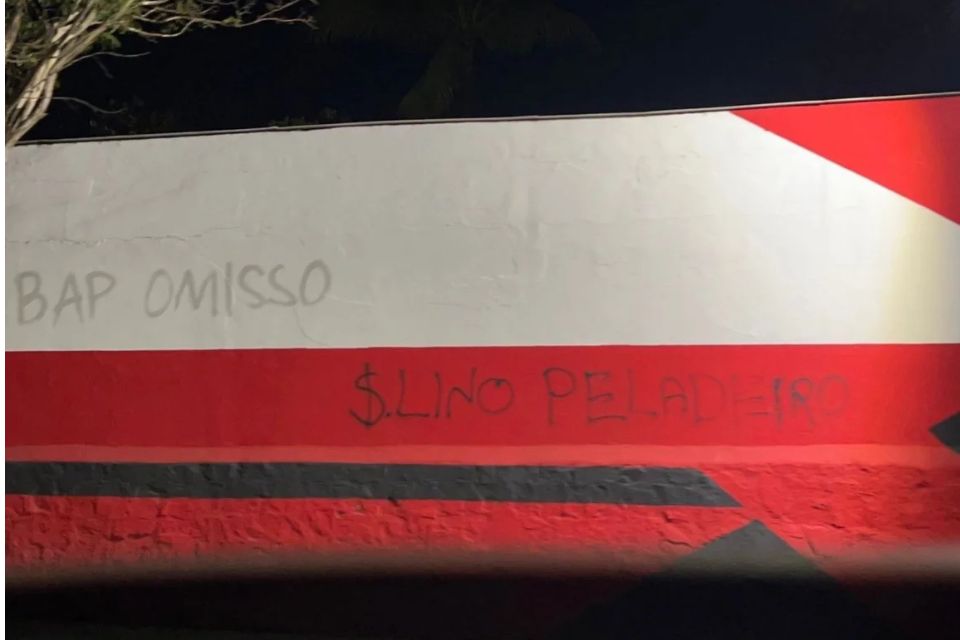 BAP OMISSO
$.LINO PELADEIRO